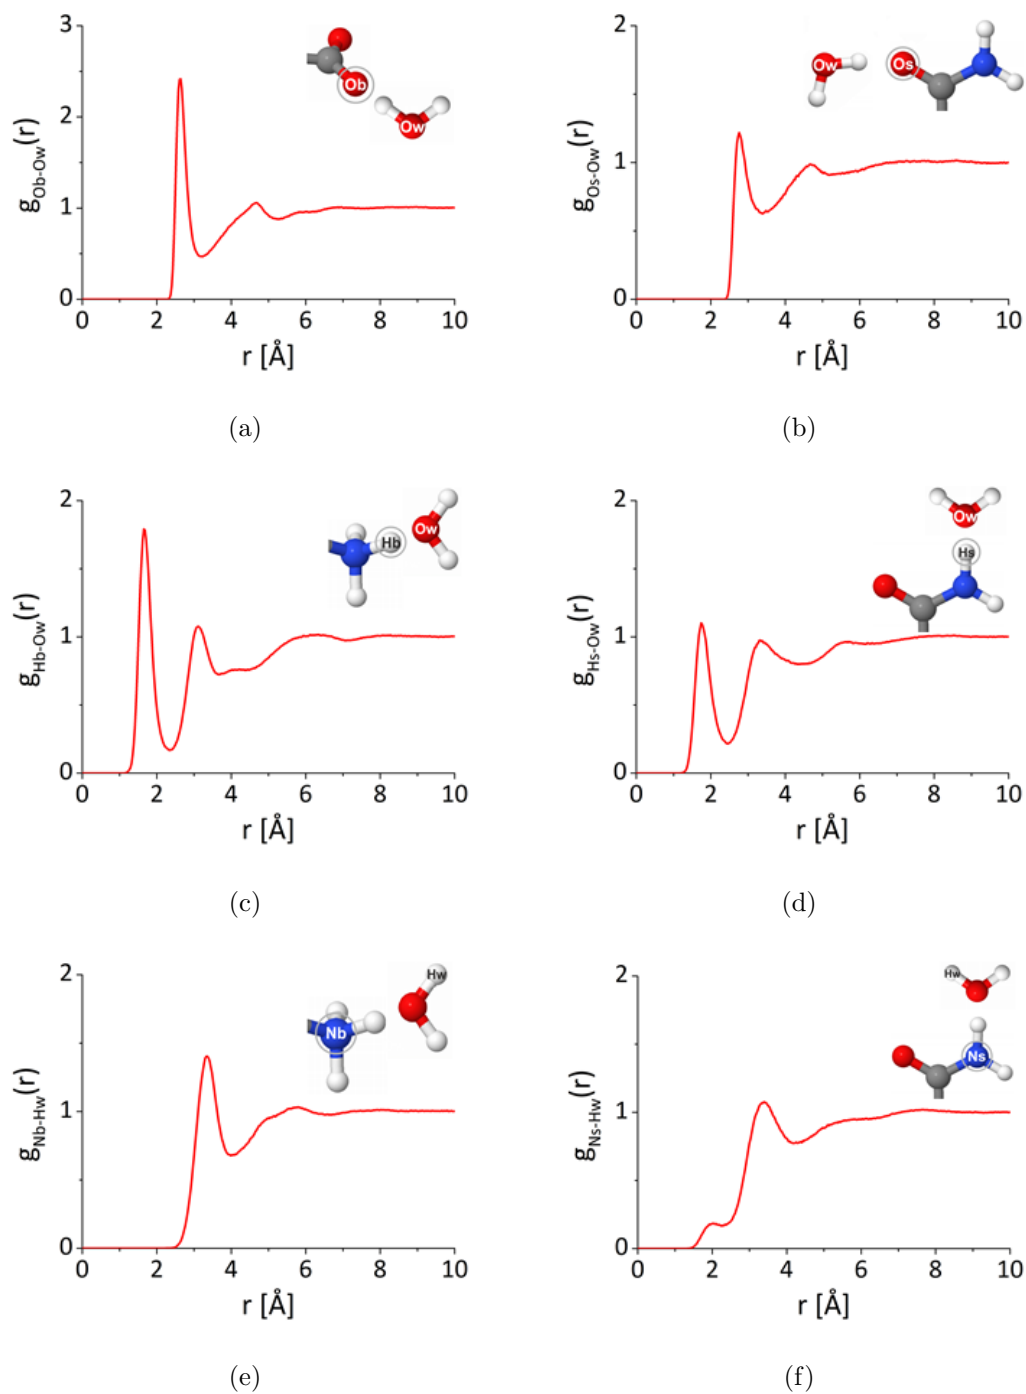 3
2
1
0
0 2 4 6 8 10
g_Ob-Ow(r)
r [Å]
Ob
Ow
(a)
2
1
0
0 2 4 6 8 10
g_Os-Ow(r)
r [Å]
Ow
Os
(b)
2
1
0
0 2 4 6 8 10
g_Hb-Ow(r)
r [Å]
Hb
Ow
(c)
2
1
0
0 2 4 6 8 10
g_Hs-Ow(r)
r [Å]
Ow
Hs
(d)
2
1
0
0 2 4 6 8 10
g_Nb-Hw(r)
r [Å]
Hw
Nb
(e)
2
1
0
0 2 4 6 8 10
g_Ns-Hw(r)
r [Å]
Hw
Ns
(f)